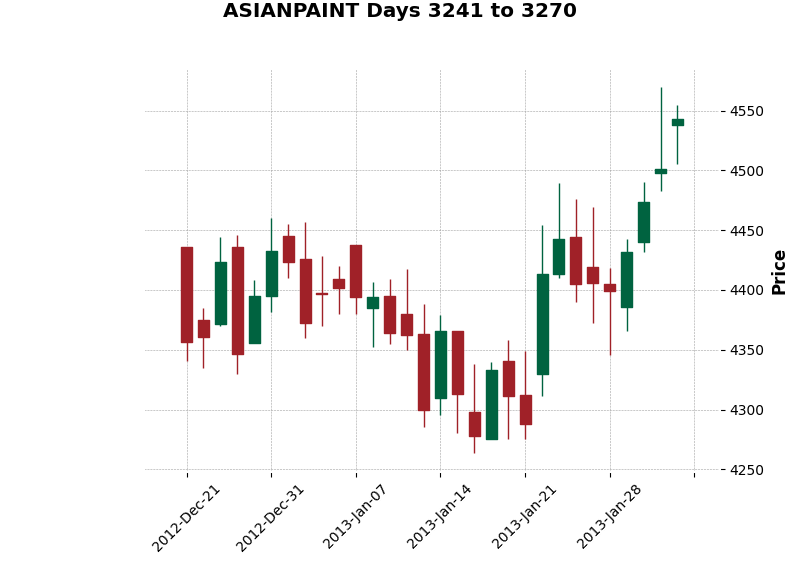 ASIANPAINT Days 3241 to 3270
4550
4500
4450
4400
4350
4300
4250
Price
2012-Dec-21
2012-Dec-31
2013-Jan-07
2013-Jan-14
2013-Jan-21
2013-Jan-28